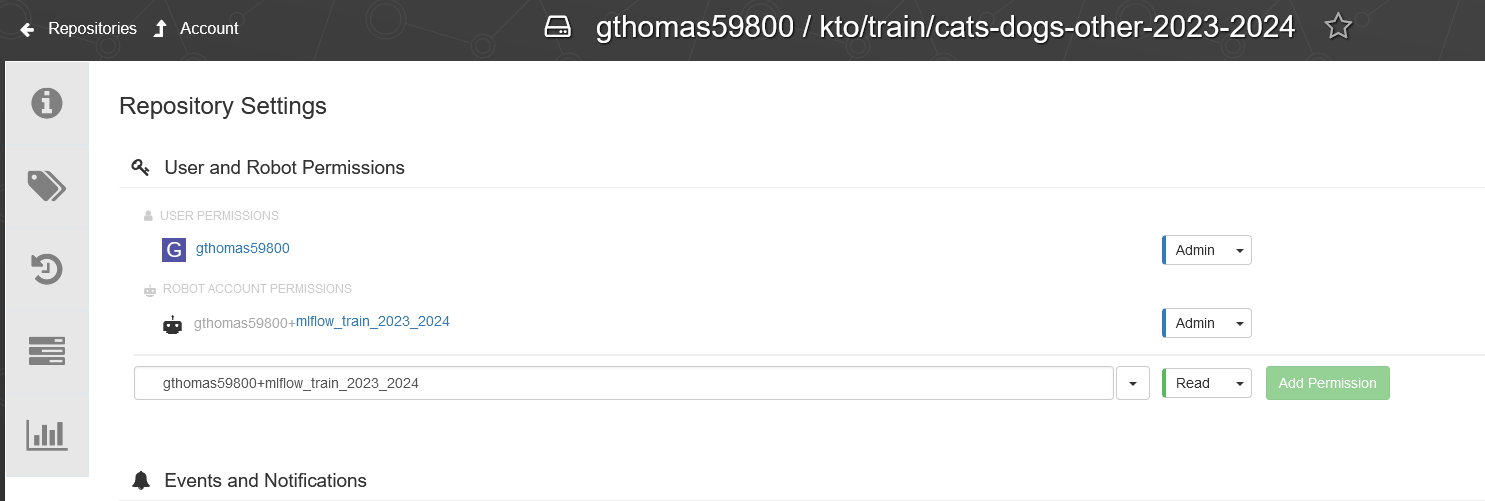 Repositories Account gthomas59800 / kto/train/cats-dogs-other-2023-2024
Repository Settings
User and Robot Permissions
USER PERMISSIONS
G gthomas59800 Admin
ROBOT ACCOUNT PERMISSIONS
gthomas59800+mlflow_train_2023_2024 Admin
gthomas59800+mlflow_train_2023_2024 Read Add Permission
Events and Notifications